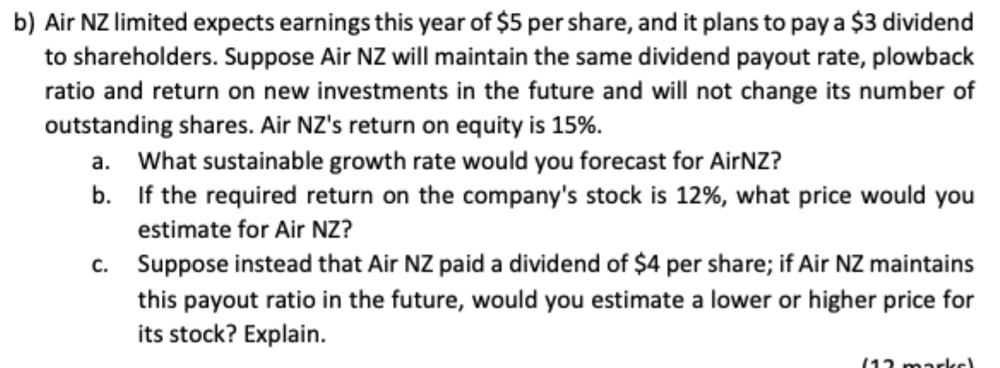 b) Air NZ limited expects earnings this year of $5 per share, and it plans to pay a $3 dividend
to shareholders. Suppose Air NZ will maintain the same dividend payout rate, plowback
ratio and return on new investments in the future and will not change its number of
outstanding shares. Air NZ's return on equity is 15%.
a. What sustainable growth rate would you forecast for AirNZ?
b. If the required return on the company's stock is 12%, what price would you
estimate for Air NZ?
c. Suppose instead that Air NZ paid a dividend of $4 per share; if Air NZ maintains
this payout ratio in the future, would you estimate a lower or higher price for
its stock? Explain.
(12 marks)